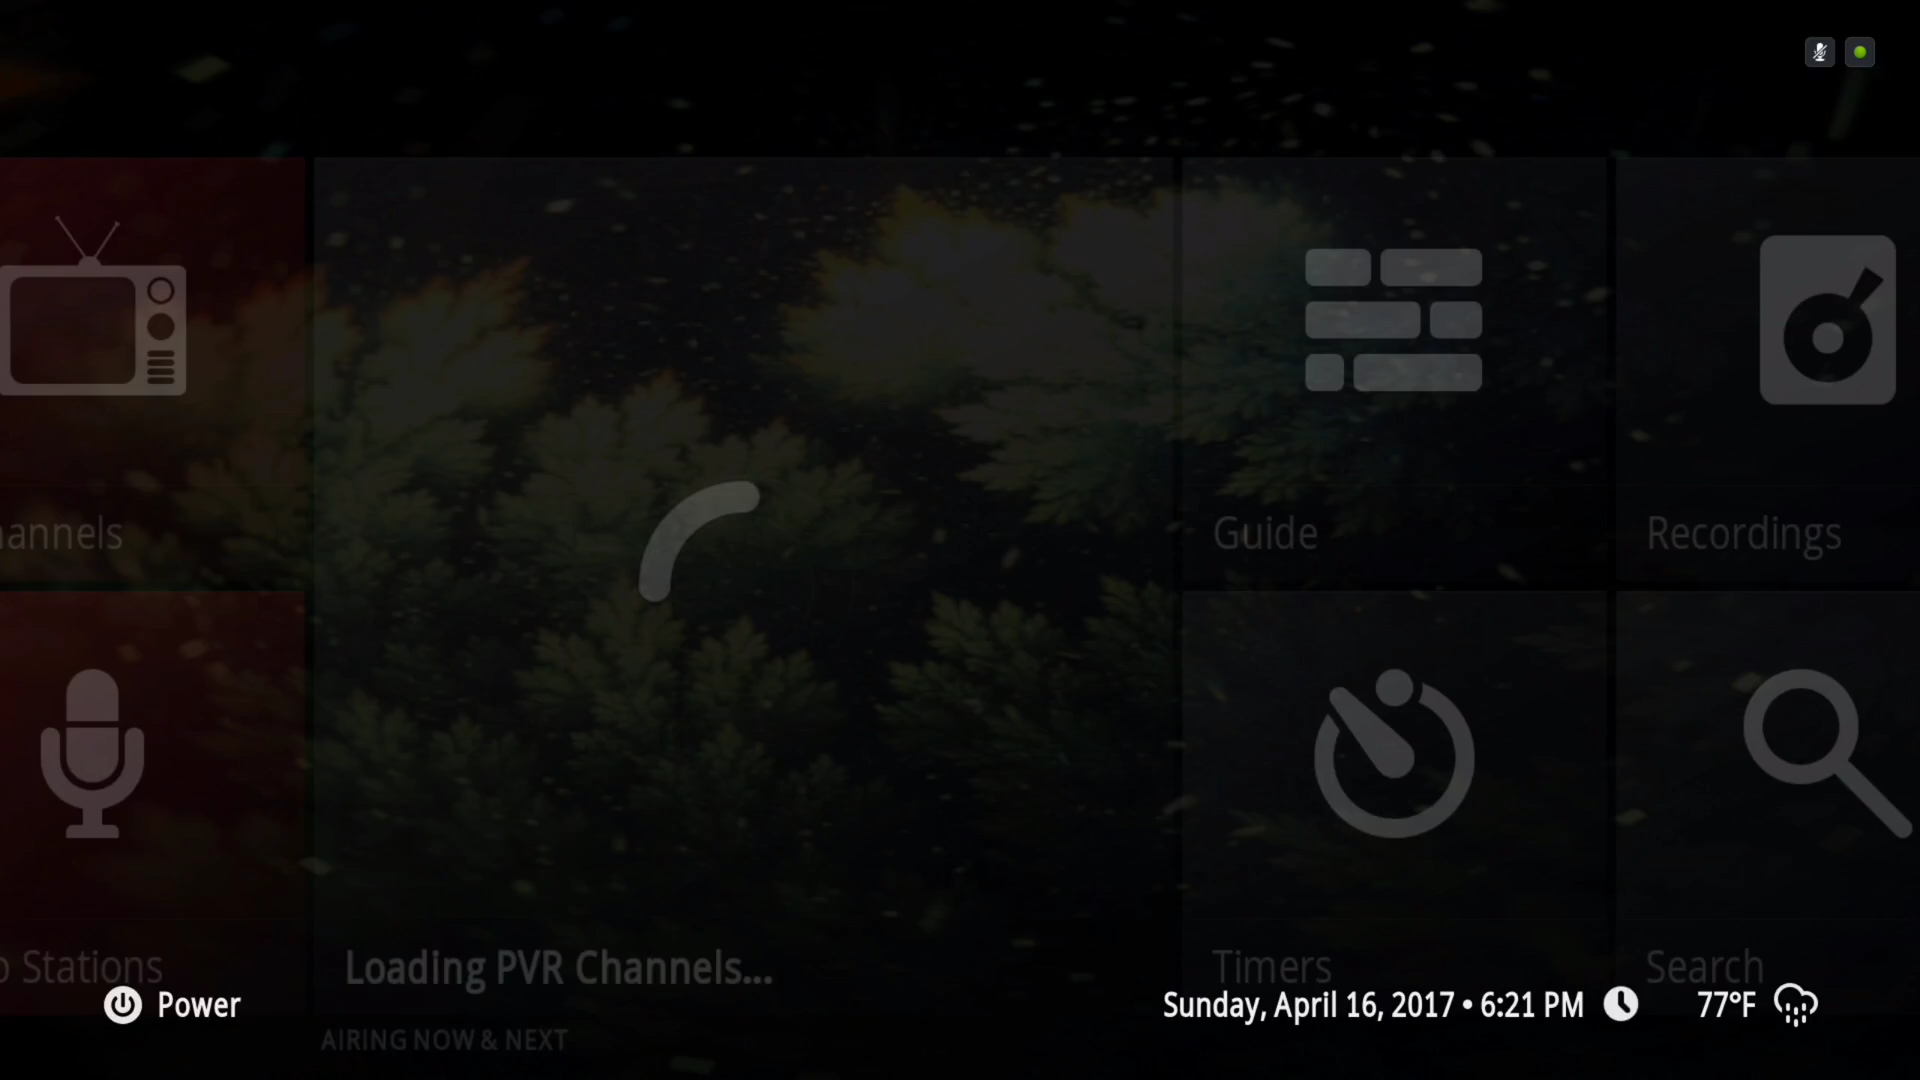 annels
Guide
Recordings
Stations
Loading PVR Channels...
Timers
Search
Power
Sunday, April 16, 2017 • 6:21 PM
77°F
AIRING NOW & NEXT